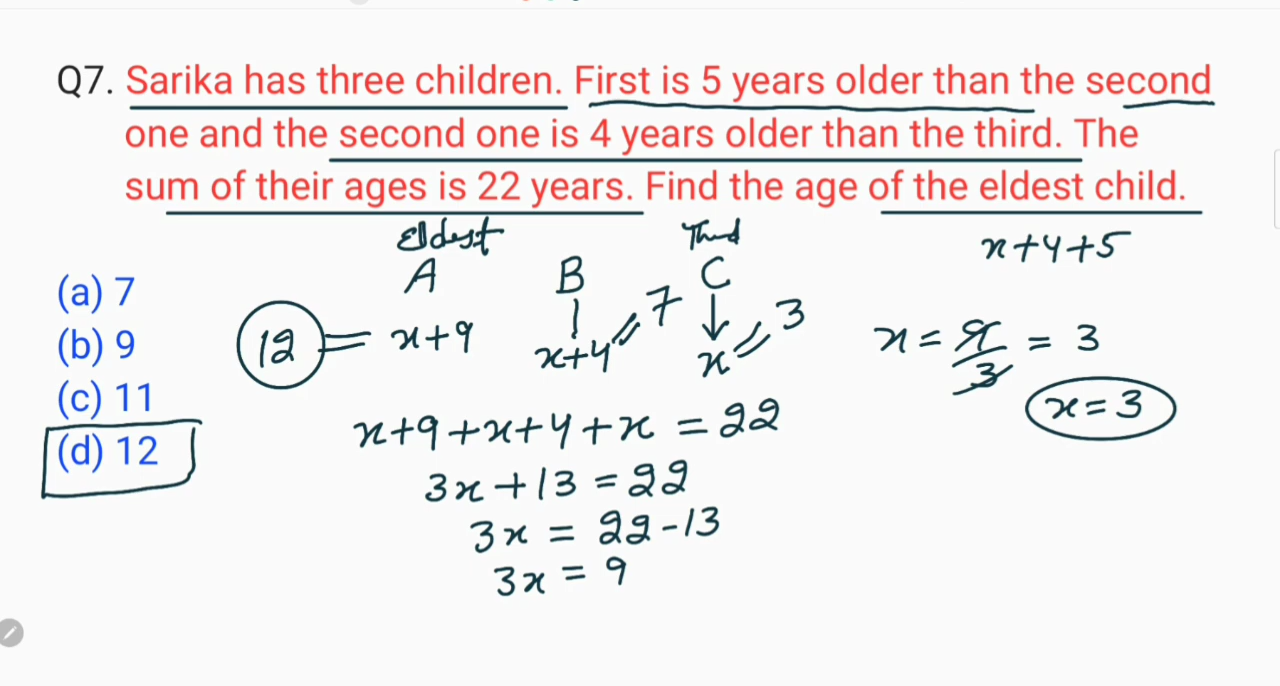 Q7. Sarika has three children. First is 5 years older than the second
one and the second one is 4 years older than the third. The
sum of their ages is 22 years. Find the age of the eldest child.
Eldest Third
A B C
x+4+5
(a) 7
(b) 9
(c) 11
(d) 12
12 = x+9
x+4 = 7
x = 3
x+9+x+4+x = 22
3x+13 = 22
3x = 22-13
3x = 9
x = 9/3 = 3
x=3